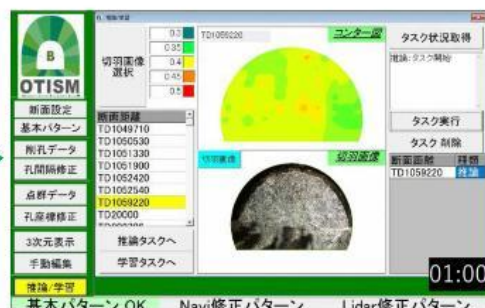 推論/学習
B
OTISM
断面設定
基本パターン
削孔データ
孔間隔修正
点群データ
孔座標修正
3次元表示
手動編集
推論/学習
切羽画像
選択
0.3
0.35
0.4
0.45
0.5
断面距離
TD1049710
TD1050530
TD1051330
TD1051900
TD1052420
TD1052540
TD1059220
TD20000
推論タスクへ
学習タスクへ
TD1059220
コンター図
切羽画像
切羽画像
タスク状況取得
推論:タスク開始
タスク実行
タスク 削除
断面距離 種類
TD1059220 推論
01:00
基本パターン OK Navi修正パターン Lidar修正パターン